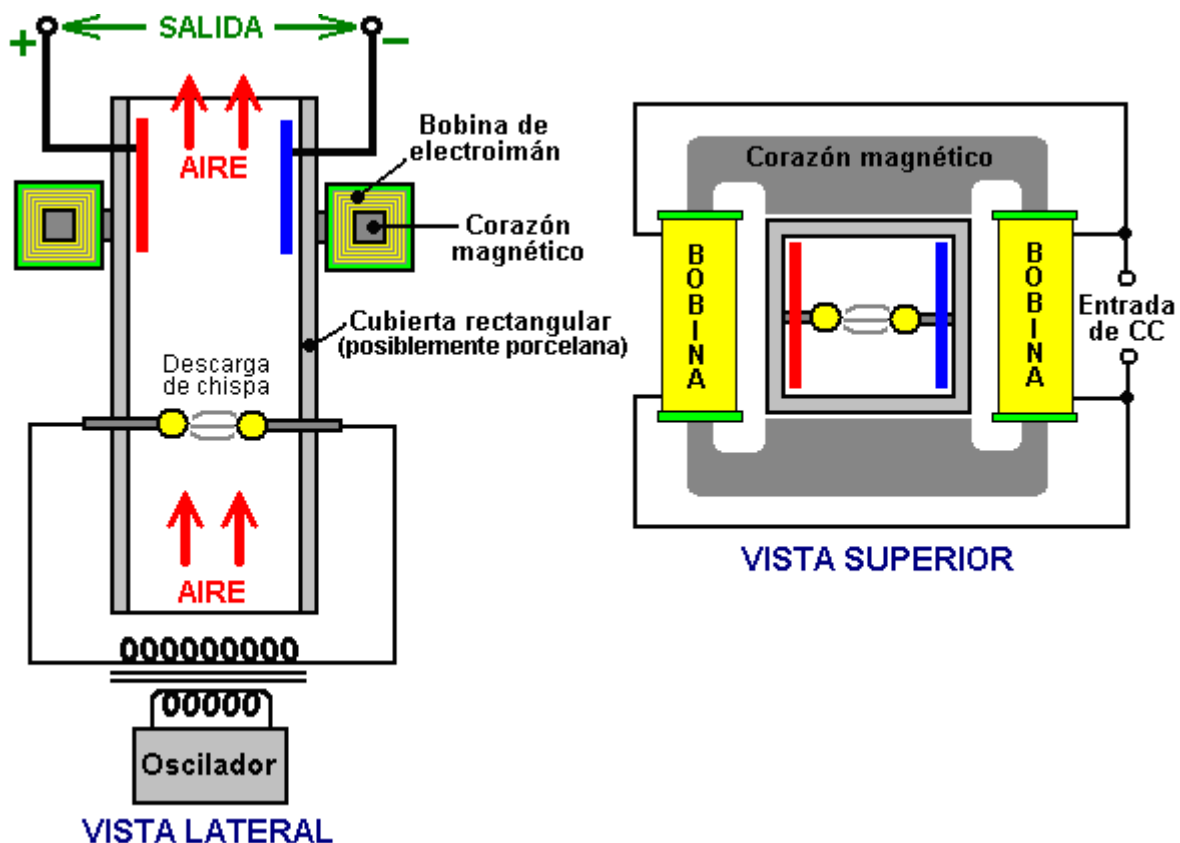 + SALIDA −
AIRE
Bobina de
electroimán
Corazón
magnético
Cubierta rectangular
(posiblemente porcelana)
Descarga
de chispa
AIRE
Oscilador
VISTA LATERAL
Corazón magnético
BOBINA
BOBINA
Entrada
de CC
VISTA SUPERIOR